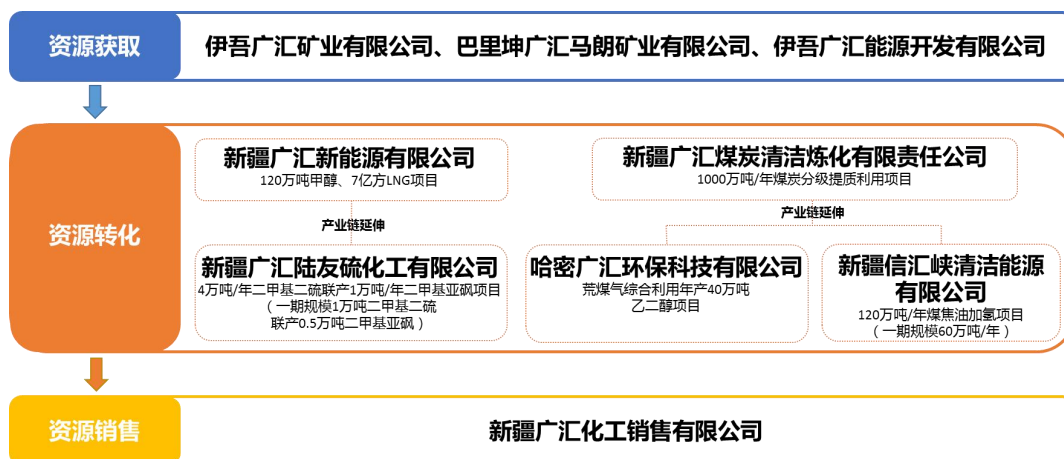 资源获取
伊吾广汇矿业有限公司、巴里坤广汇马朗矿业有限公司、伊吾广汇能源开发有限公司
资源转化
新疆广汇新能源有限公司
120万吨甲醇、7亿方LNG项目
产业链延伸
新疆广汇陆友硫化工有限公司
4万吨/年二甲基二硫联产1万吨/年二甲基亚砜项目
（一期规模1万吨二甲基二硫
联产0.5万吨二甲基亚砜）
新疆广汇煤炭清洁炼化有限责任公司
1000万吨/年煤炭分级提质利用项目
产业链延伸
哈密广汇环保科技有限公司
荒煤气综合利用年产40万吨
乙二醇项目
新疆信汇峡清洁能源
有限公司
120万吨/年煤焦油加氢项目
（一期规模60万吨/年）
资源销售
新疆广汇化工销售有限公司